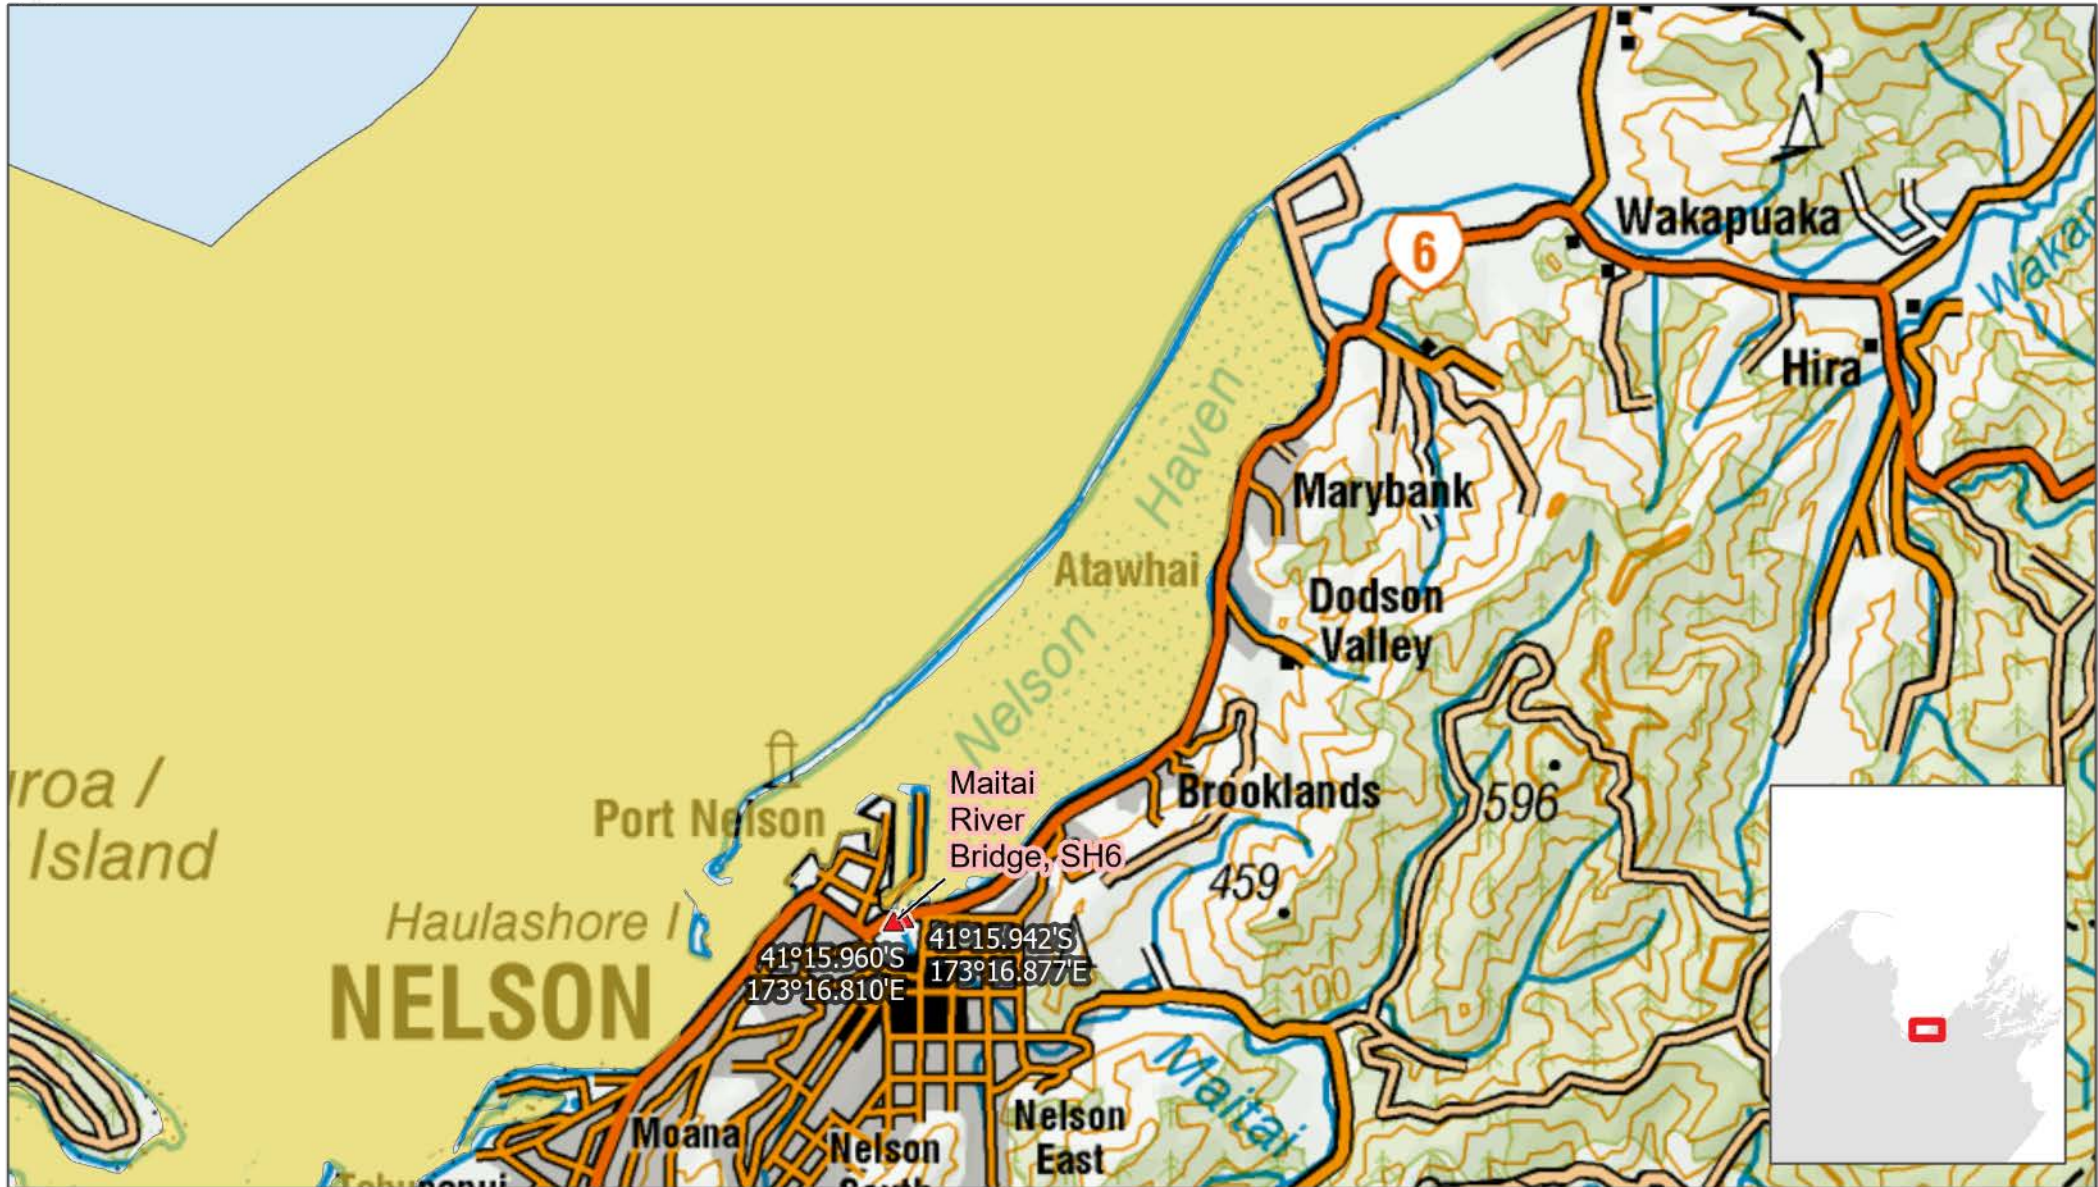 Wakapuaka
6
Hira
Nelson Haven
Marybank
Atawhai
Dodson
Valley
Port Nelson
Maitai
River
Bridge, SH6
Brooklands
596
459
Island
Haulashore I
NELSON
41°15.960'S
173°16.810'E
41°15.942'S
173°16.877'E
100
Maitai
Moana
Nelson
Nelson
East